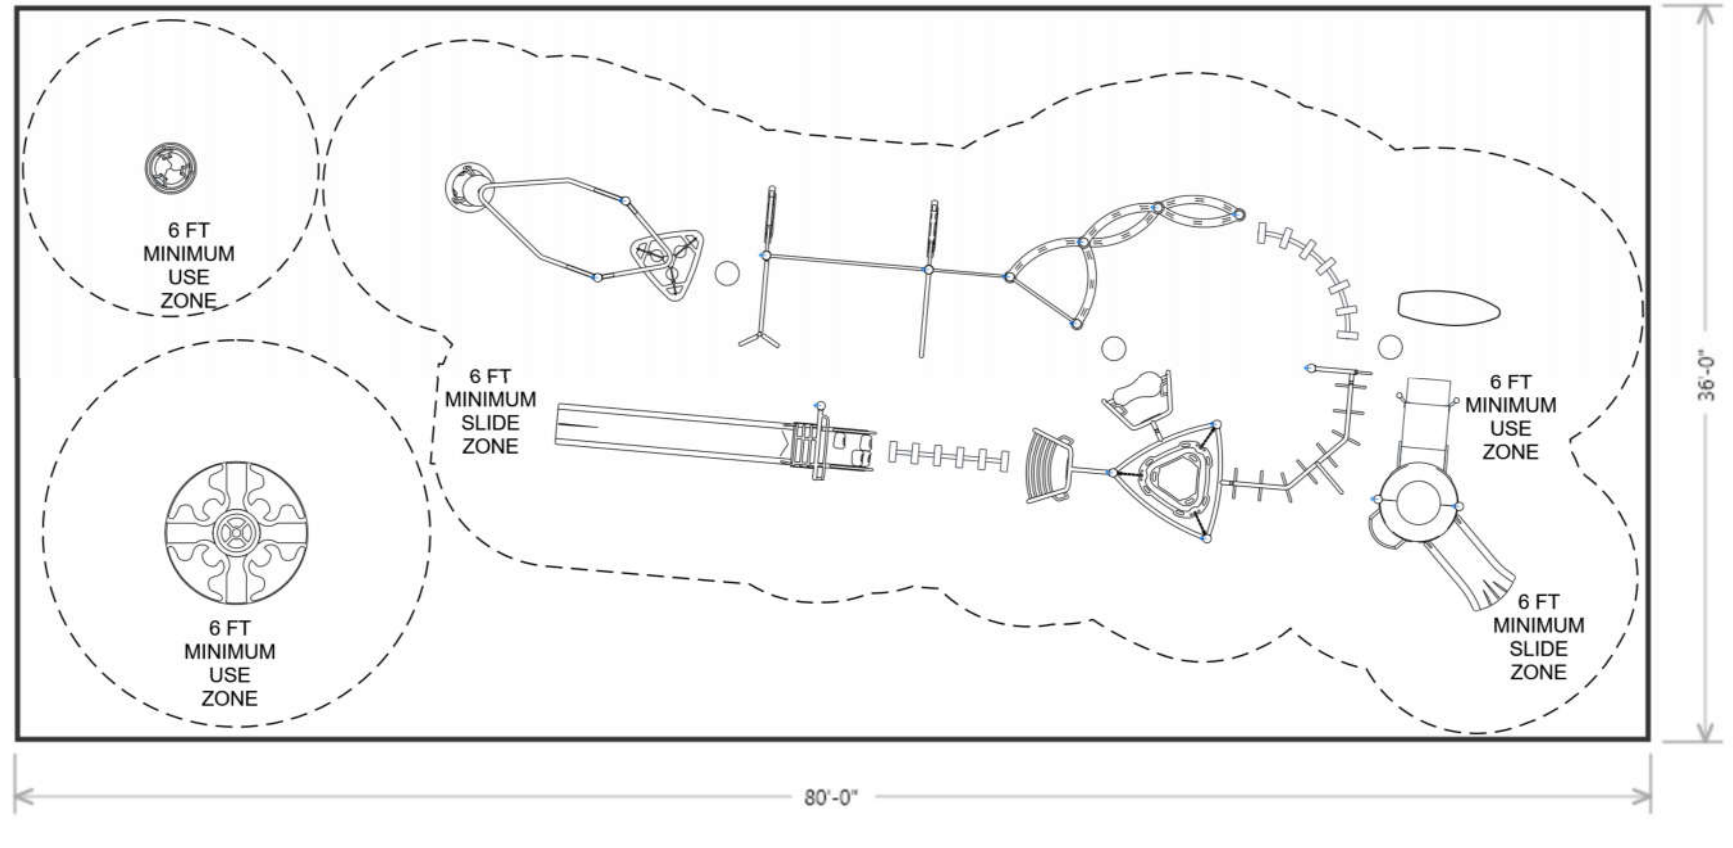 6 FT
MINIMUM
USE
ZONE
6 FT
MINIMUM
SLIDE
ZONE
6 FT
MINIMUM
USE
ZONE
6 FT
MINIMUM
USE
ZONE
6 FT
MINIMUM
SLIDE
ZONE
36'-0"
80'-0"